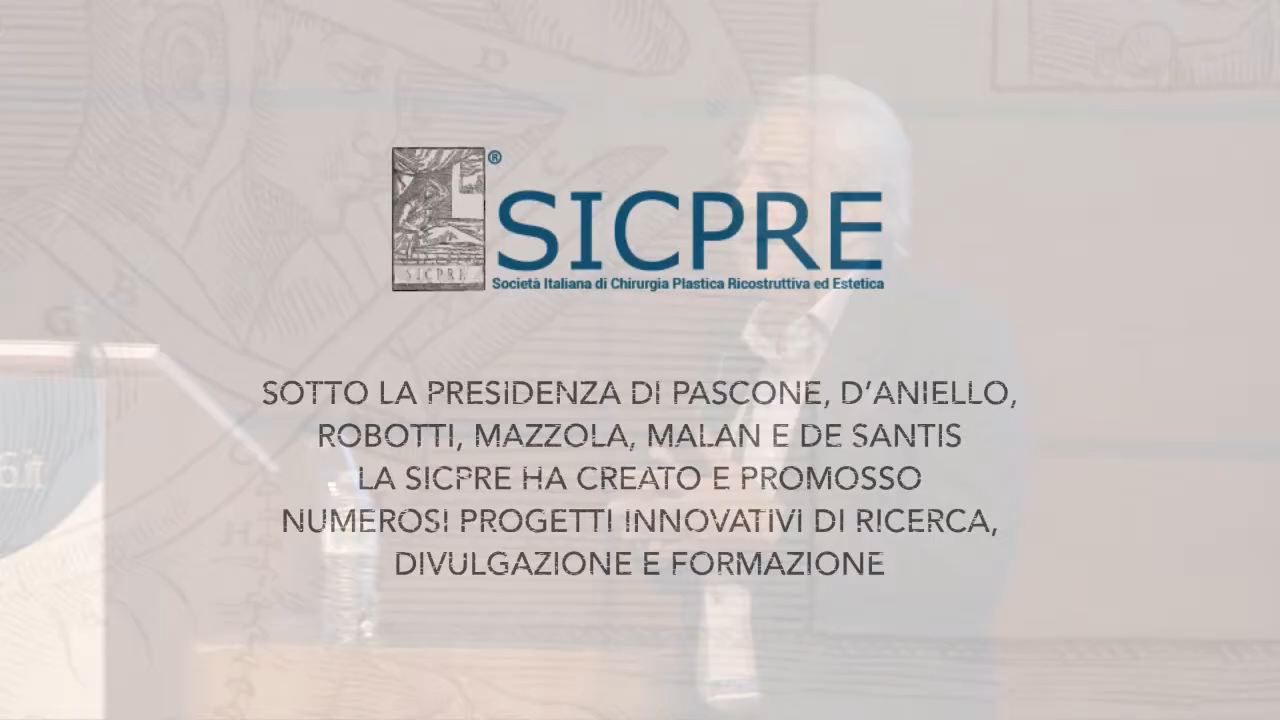 ®
SICPRE
SICPRE
Società Italiana di Chirurgia Plastica Ricostruttiva ed Estetica
SOTTO LA PRESIDENZA DI PASCONE, D'ANIELLO,
ROBOTTI, MAZZOLA, MALAN E DE SANTIS
LA SICPRE HA CREATO E PROMOSSO
NUMEROSI PROGETTI INNOVATIVI DI RICERCA,
DIVULGAZIONE E FORMAZIONE